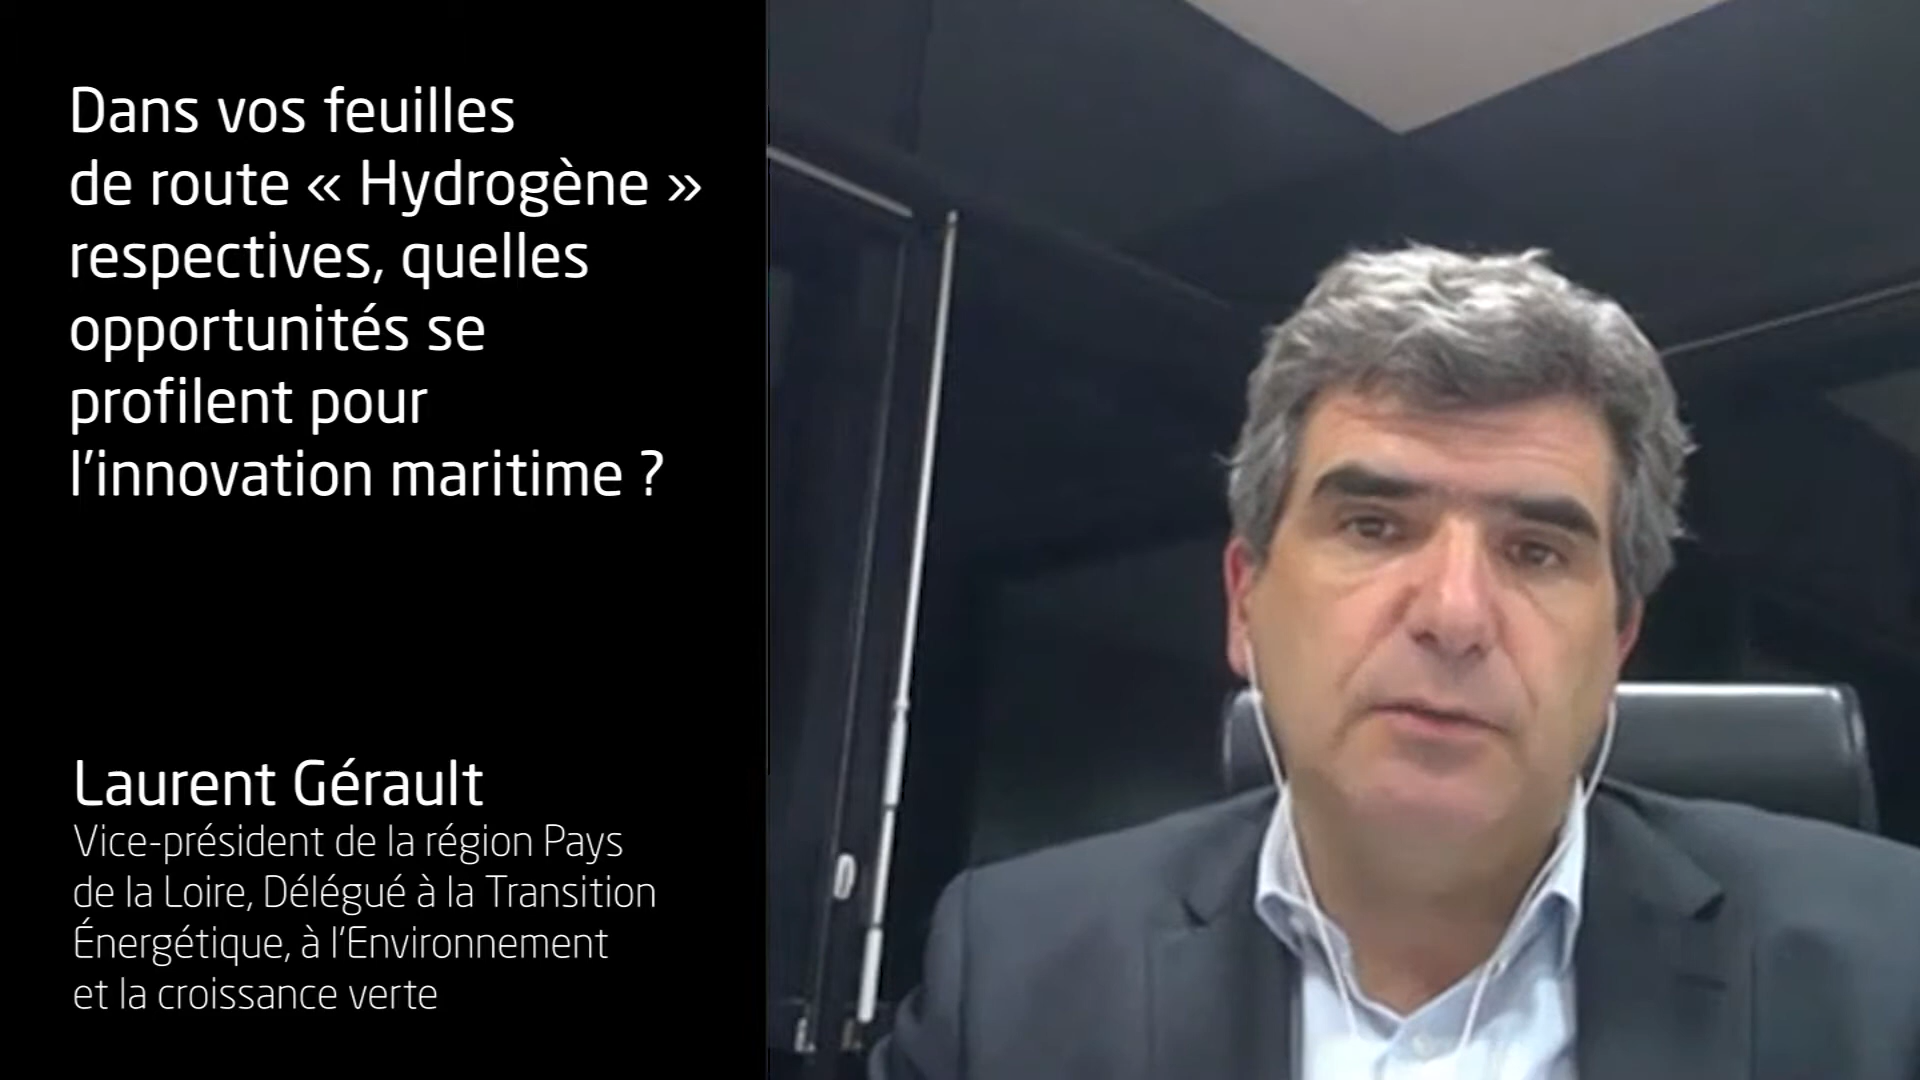 Dans vos feuilles
de route « Hydrogène »
respectives, quelles
opportunités se
profilent pour
l'innovation maritime ?
Laurent Gérault
Vice-président de la région Pays
de la Loire, Délégué à la Transition
Énergétique, à l'Environnement
et la croissance verte